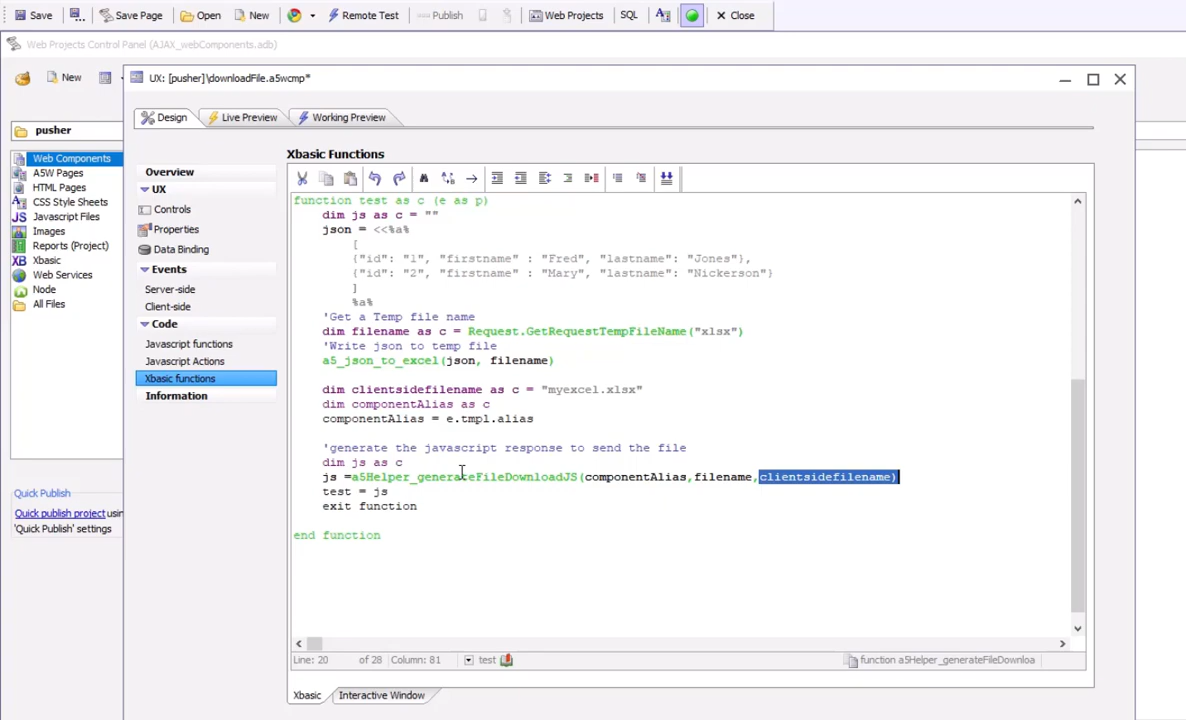 Save
Save Page
Open
New
Remote Test
Publish
Web Projects
SQL
Close
Web Projects Control Panel (AJAX_webComponents.adb)
New
UX: [pusher]\downloadFile.a5wcmp*
Design
Live Preview
Working Preview
pusher
Web Components
A5W Pages
HTML Pages
CSS Style Sheets
JS Javascript Files
Images
Reports (Project)
XB Xbasic
Web Services
Node
All Files
Quick Publish
Quick publish project usin
'Quick Publish' settings
Overview
UX
Controls
Properties
Data Binding
Events
Server-side
Client-side
Code
Javascript functions
Javascript Actions
Xbasic functions
Information
Xbasic Functions
function test as c (e as p)
dim js as c = ""
json = <<%a%
[
{"id": "1", "firstname" : "Fred", "lastname": "Jones"},
{"id": "2", "firstname" : "Mary", "lastname": "Nickerson"}
]
%a%
'Get a Temp file name
dim filename as c = Request.GetRequestTempFileName("xlsx")
'Write json to temp file
a5_json_to_excel(json, filename)
dim clientsidefilename as c = "myexcel.xlsx"
dim componentAlias as c
componentAlias = e.tmpl.alias
'generate the javascript response to send the file
dim js as c
js =a5Helper_generateFileDownloadJS(componentAlias,filename,clientsidefilename)
test = js
exit function
end function
Line: 20 of 28 Column: 81
test
function a5Helper_generateFileDownloa
Xbasic
Interactive Window